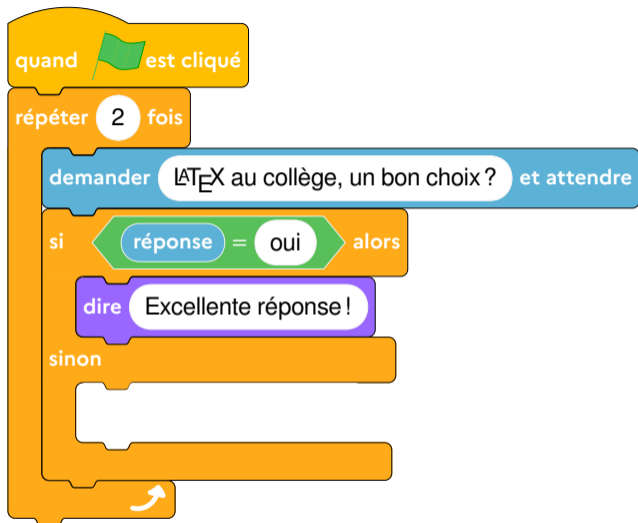 quand est cliqué
répéter 2 fois
demander LATEX au collège, un bon choix ? et attendre
si réponse = oui alors
dire Excellente réponse !
sinon